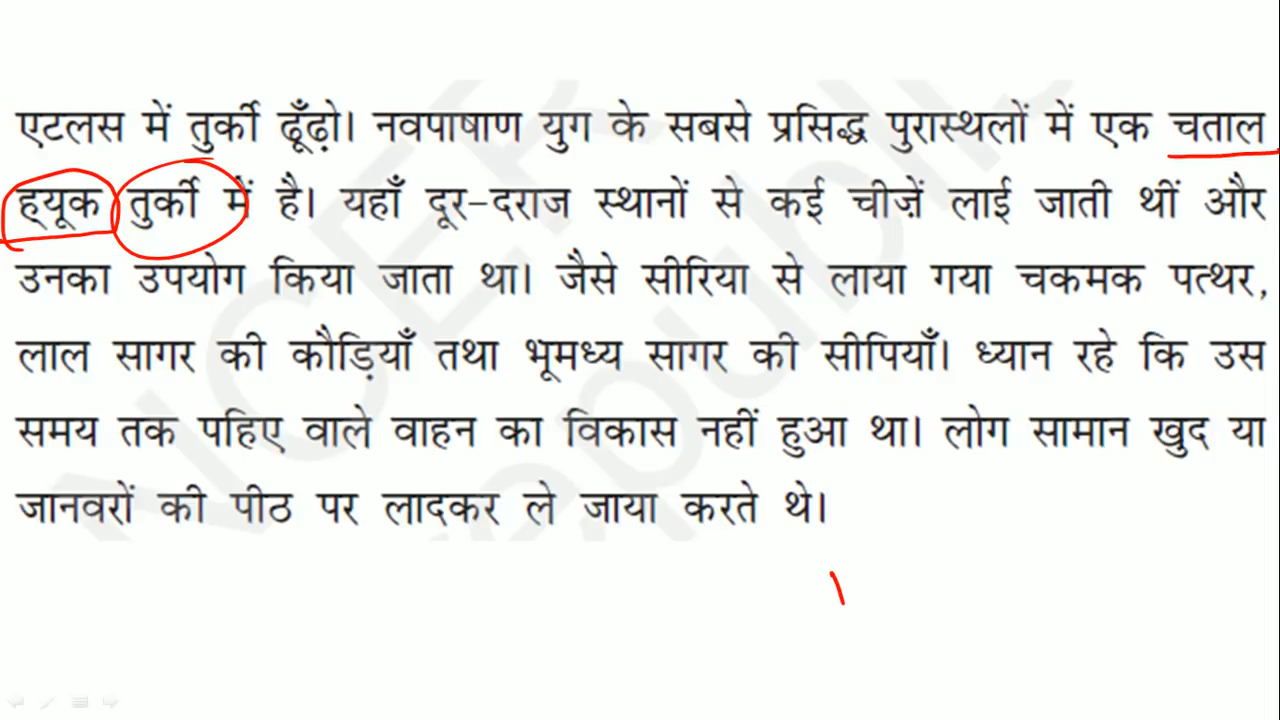 एटलस में तुर्की ढूँढ़ो। नवपाषाण युग के सबसे प्रसिद्ध पुरास्थलों में एक चताल
ह्यूक तुर्की में है। यहाँ दूर-दराज स्थानों से कई चीज़ें लाई जाती थीं और
उनका उपयोग किया जाता था। जैसे सीरिया से लाया गया चकमक पत्थर,
लाल सागर की कौड़ियाँ तथा भूमध्य सागर की सीपियाँ। ध्यान रहे कि उस
समय तक पहिए वाले वाहन का विकास नहीं हुआ था। लोग सामान खुद या
जानवरों की पीठ पर लादकर ले जाया करते थे।